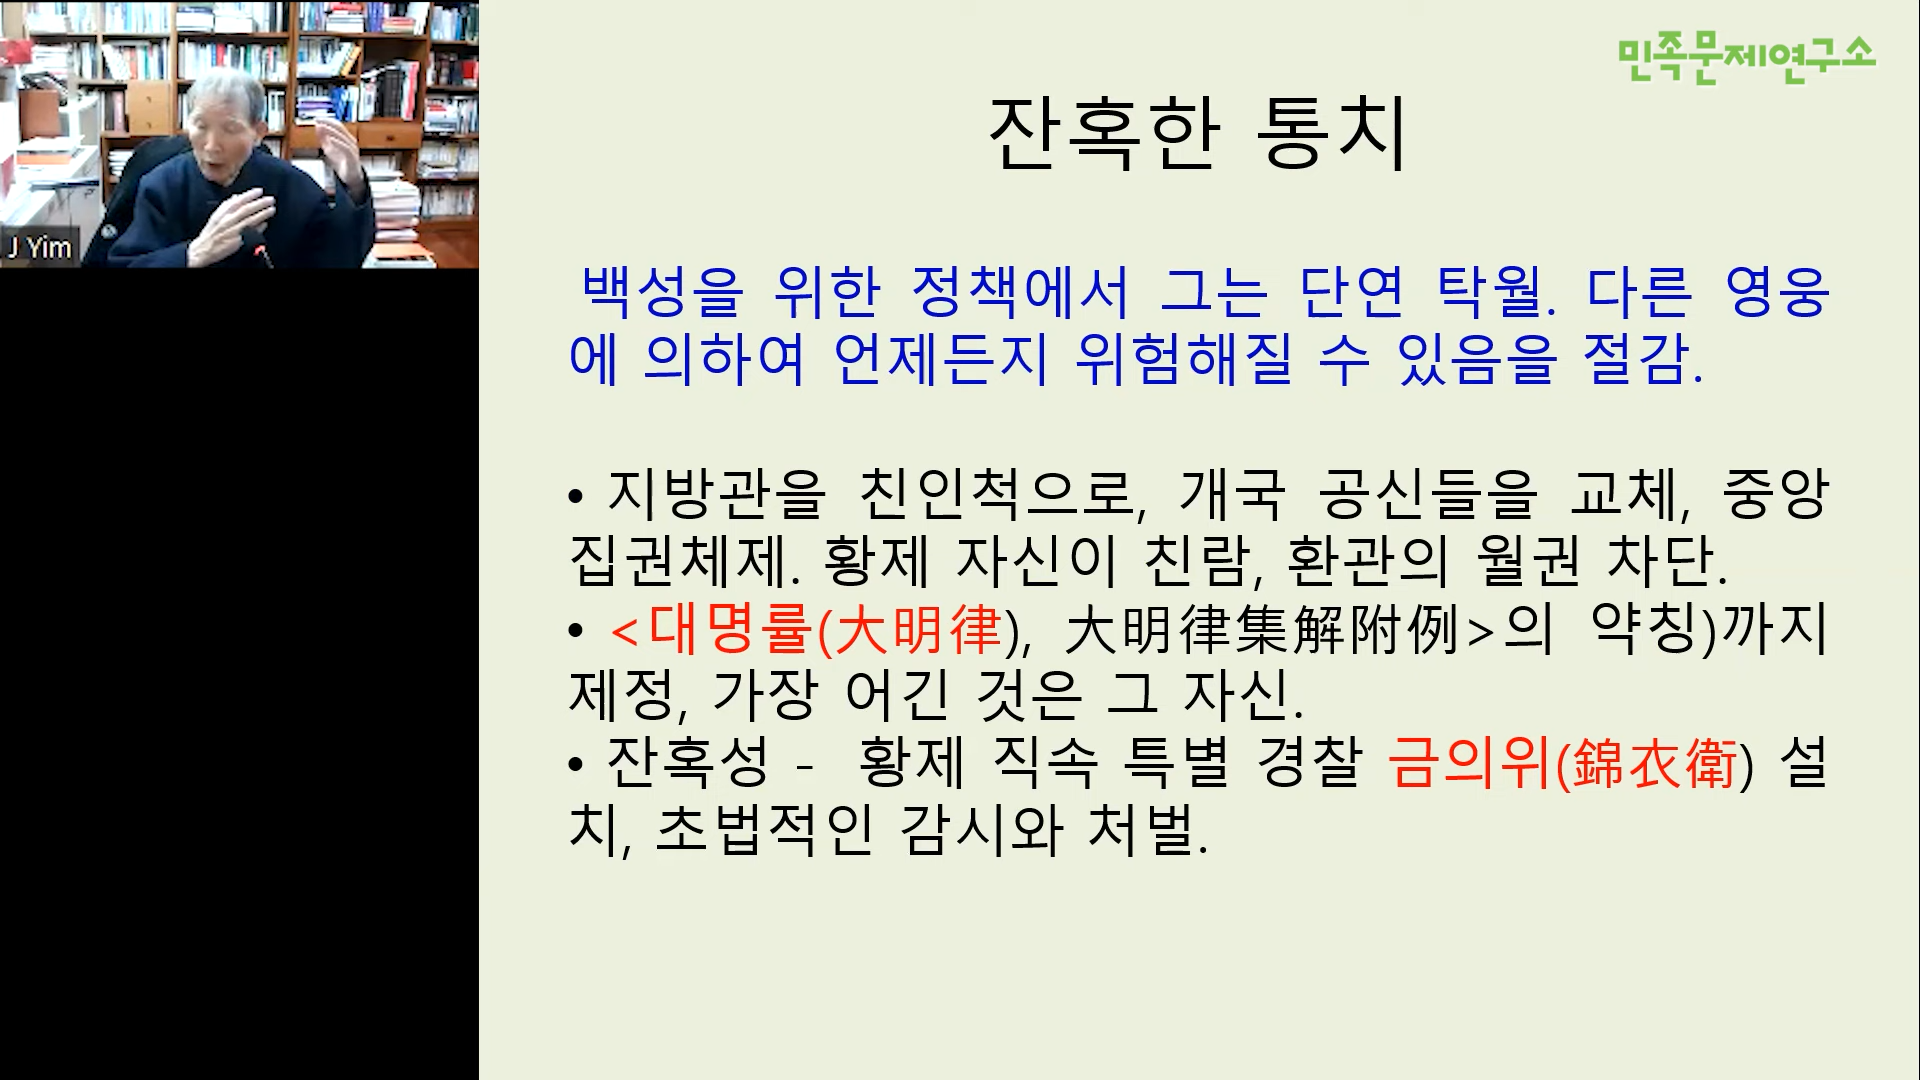 민족문제연구소
잔혹한 통치
J Yim
백성을 위한 정책에서 그는 단연 탁월. 다른 영웅
에 의하여 언제든지 위험해질 수 있음을 절감.
• 지방관을 친인척으로, 개국 공신들을 교체, 중앙
집권체제. 황제 자신이 친람, 환관의 월권 차단.
• <대명률(大明律), 大明律集解附例>의 약칭)까지
제정, 가장 어긴 것은 그 자신.
• 잔혹성 - 황제 직속 특별 경찰 금의위(錦衣衛) 설
치, 초법적인 감시와 처벌.